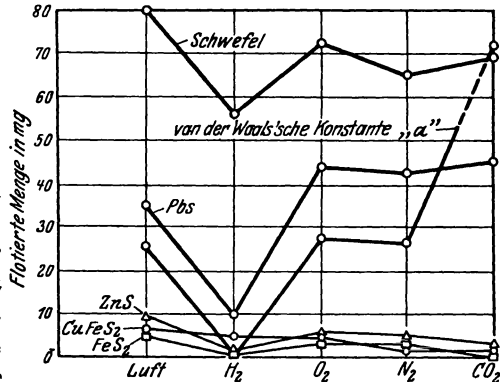 80
Schwefel
70
60
van der Waals'sche Konstante „a”
50
40
Pbs
30
20
10
ZnS
CuFeS₂
FeS₂
0
Flotierte Menge in mg
Luft H₂ O₂ N₂ CO₂